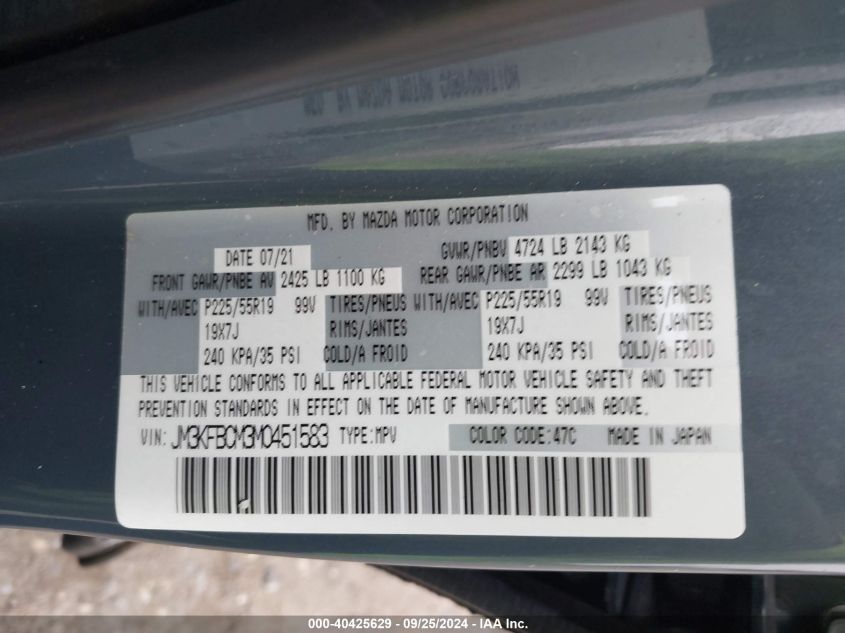 MFD. BY MAZDA MOTOR CORPORATION
DATE 07/21 GVWR/PNBV 4724 LB 2143 KG
FRONT GAWR/PNBE AV 2425 LB 1100 KG REAR GAWR/PNBE AR 2299 LB 1043 KG
WITH/AVEC P225/55R19 99V TIRES/PNEUS WITH/AVEC P225/55R19 99V TIRES/PNEUS
19X7J RIMS/JANTES 19X7J RIMS/JANTES
240 KPA/35 PSI COLD/A FROID 240 KPA/35 PSI COLD/A FROID
THIS VEHICLE CONFORMS TO ALL APPLICABLE FEDERAL MOTOR VEHICLE SAFETY AND THEFT
PREVENTION STANDARDS IN EFFECT ON THE DATE OF MANUFACTURE SHOWN ABOVE.
VIN: JM3KFBCM3M0451583 TYPE:MPV COLOR CODE:47C MADE IN JAPAN
000-40425629 - 09/25/2024 - IAA Inc.